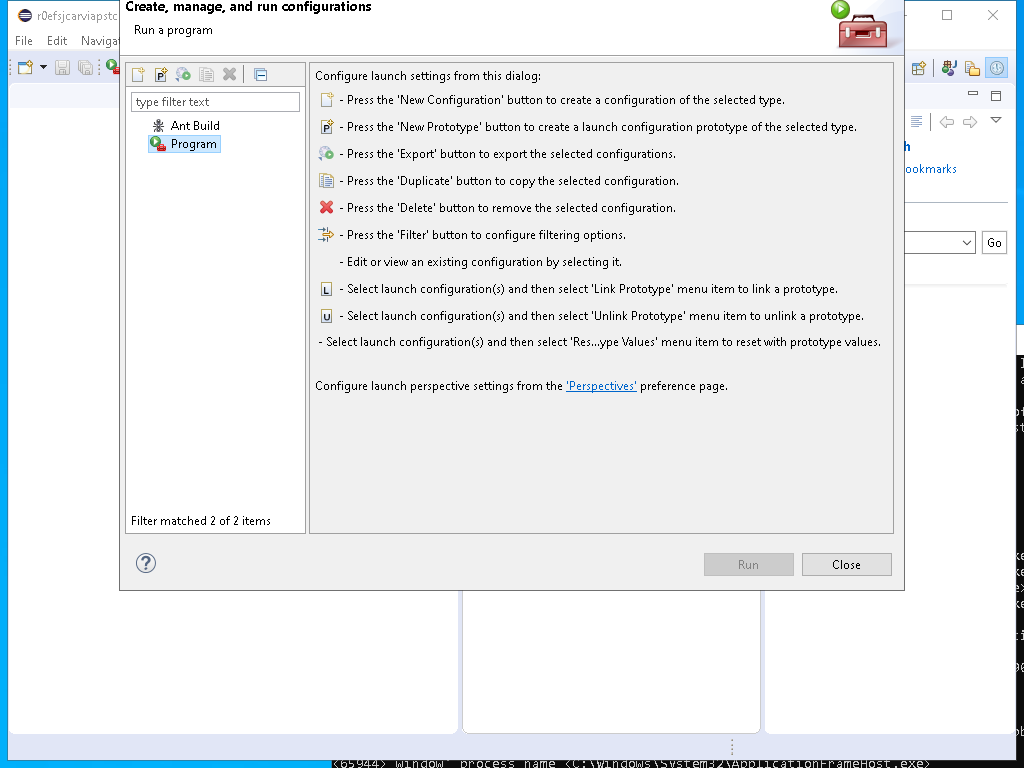 Create, manage, and run configurations
Run a program
r0efsjcarviapstc
File Edit Naviga
type filter text
Ant Build
Program
Filter matched 2 of 2 items
Configure launch settings from this dialog:
- Press the 'New Configuration' button to create a configuration of the selected type.
P - Press the 'New Prototype' button to create a launch configuration prototype of the selected type.
- Press the 'Export' button to export the selected configurations.
- Press the 'Duplicate' button to copy the selected configuration.
- Press the 'Delete' button to remove the selected configuration.
- Press the 'Filter' button to configure filtering options.
- Edit or view an existing configuration by selecting it.
L - Select launch configuration(s) and then select 'Link Prototype' menu item to link a prototype.
U - Select launch configuration(s) and then select 'Unlink Prototype' menu item to unlink a prototype.
- Select launch configuration(s) and then select 'Res...ype Values' menu item to reset with prototype values.
Configure launch perspective settings from the 'Perspectives' preference page.
Run
Close
h
ookmarks
Go
<65944> Window process name <C:\Windows\System32\ApplicationFrameHost.exe>